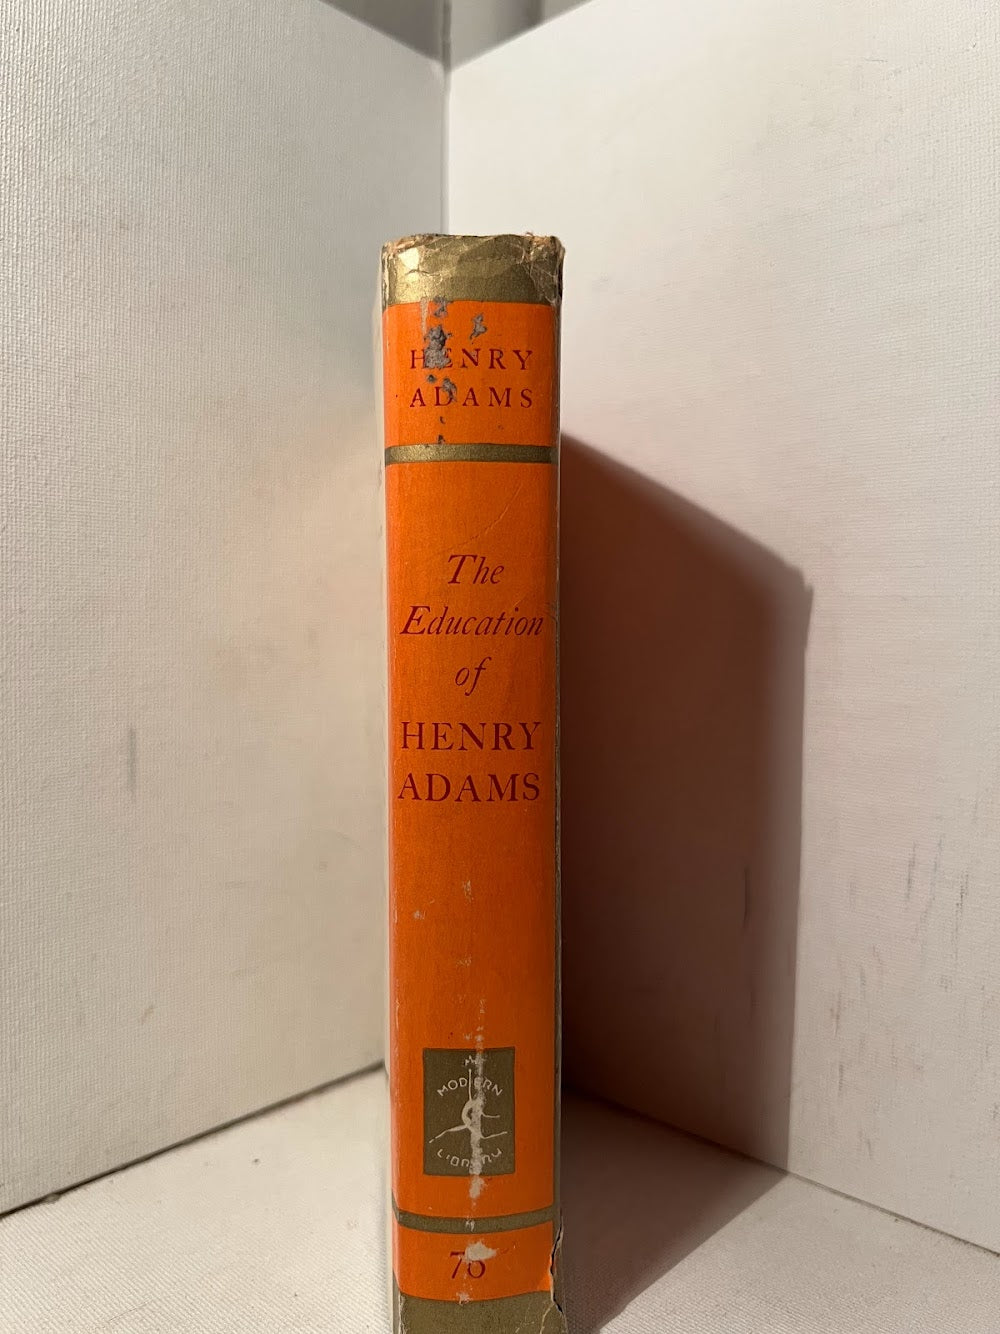 HENRY
ADAMS
The
Education
of
HENRY
ADAMS
MODERN
LIBRARY
76